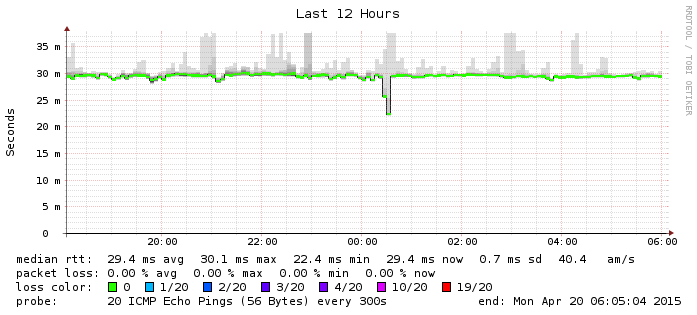 Last 12 Hours
RRDTOOL / TOBI OETIKER
Seconds
35 m
30 m
25 m
20 m
15 m
10 m
5 m
0
20:00 22:00 00:00 02:00 04:00 06:00
median rtt: 29.4 ms avg 30.1 ms max 22.4 ms min 29.4 ms now 0.7 ms sd 40.4 am/s
packet loss: 0.00 % avg 0.00 % max 0.00 % min 0.00 % now
loss color: 0 1/20 2/20 3/20 4/20 10/20 19/20
probe: 20 ICMP Echo Pings (56 Bytes) every 300s end: Mon Apr 20 06:05:04 2015